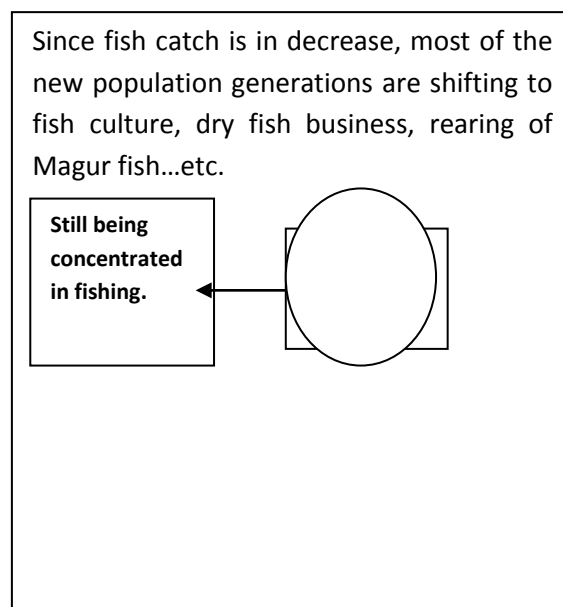 Since fish catch is in decrease, most of the
new population generations are shifting to
fish culture, dry fish business, rearing of
Magur fish...etc.
Still being
concentrated
in fishing.